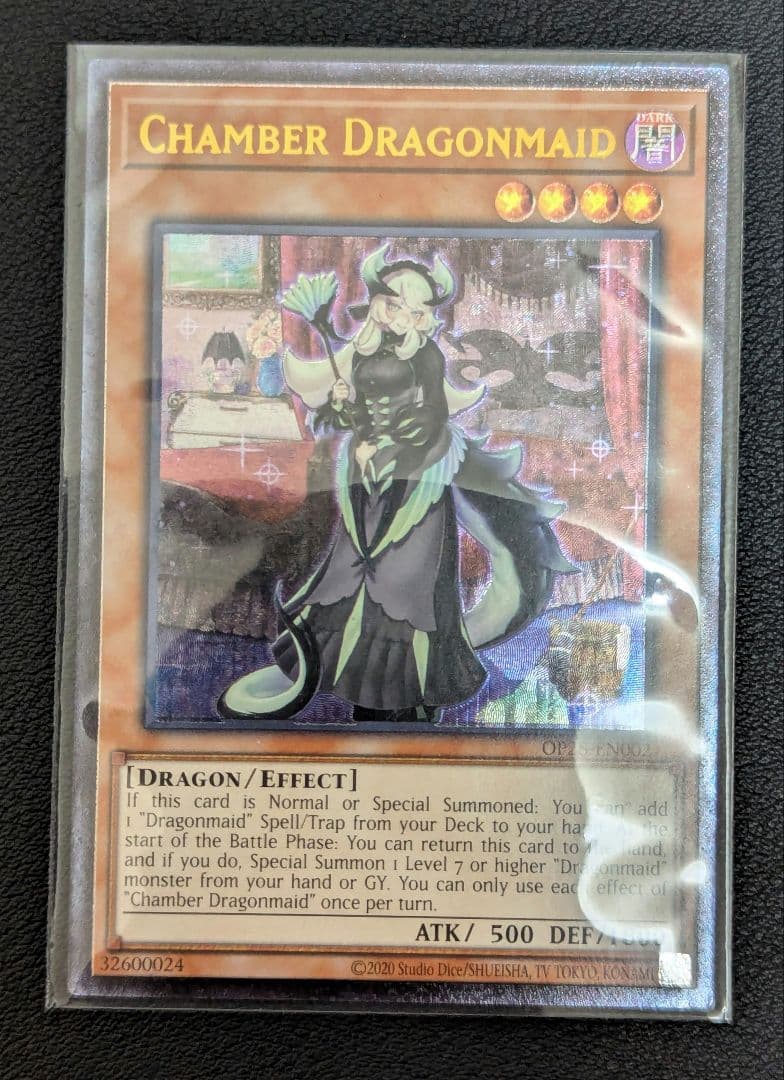 CHAMBER DRAGONMAID
DARK
闇
[DRAGON/EFFECT]
If this card is Normal or Special Summoned: You can add
1 "Dragonmaid" Spell/Trap from your Deck to your the
start of the Battle Phase: You can return this card to the hand,
and if you do, Special Summon 1 Level 7 or higher "Dragonmaid"
monster from your hand or GY. You can only use each effect of
"Chamber Dragonmaid" once per turn.
ATK/ 500 DEF/
32600024
©2020 Studio Dice/SHUEISHA, TV TOKYO, KONAMI